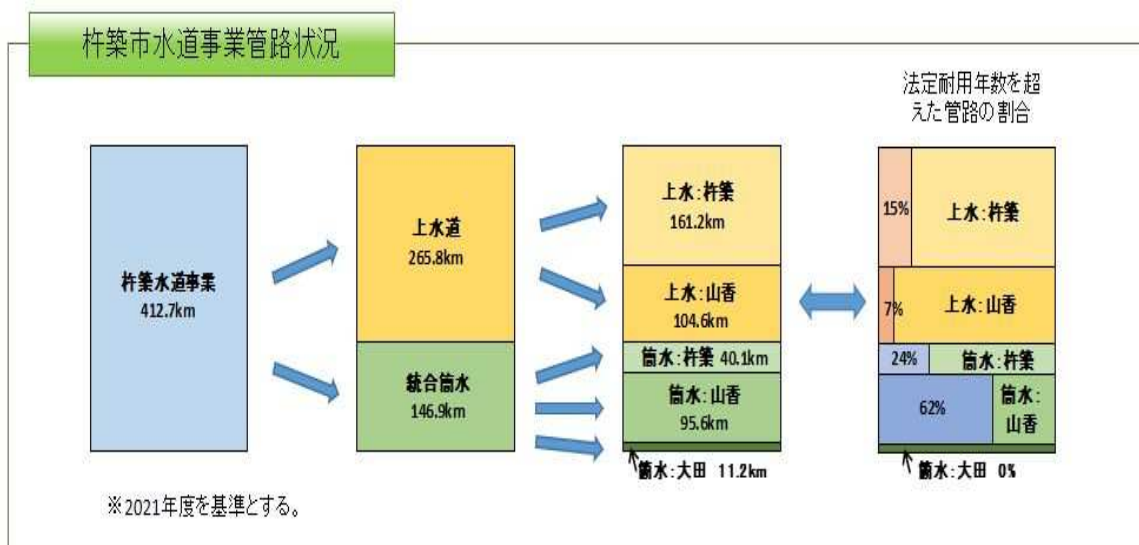 杵築市水道事業管路状況
法定耐用年数を超
えた管路の割合
杵築水道事業
412.7km
上水道
265.8km
統合簡水
146.9km
上水:杵築
161.2km
上水:山香
104.6km
簡水:杵築 40.1km
簡水:山香
95.6km
簡水:大田 11.2km
15%
上水:杵築
7%
上水:山香
24%
簡水:杵築
62%
簡水:
山香
簡水:大田 0%
※2021年度を基準とする。